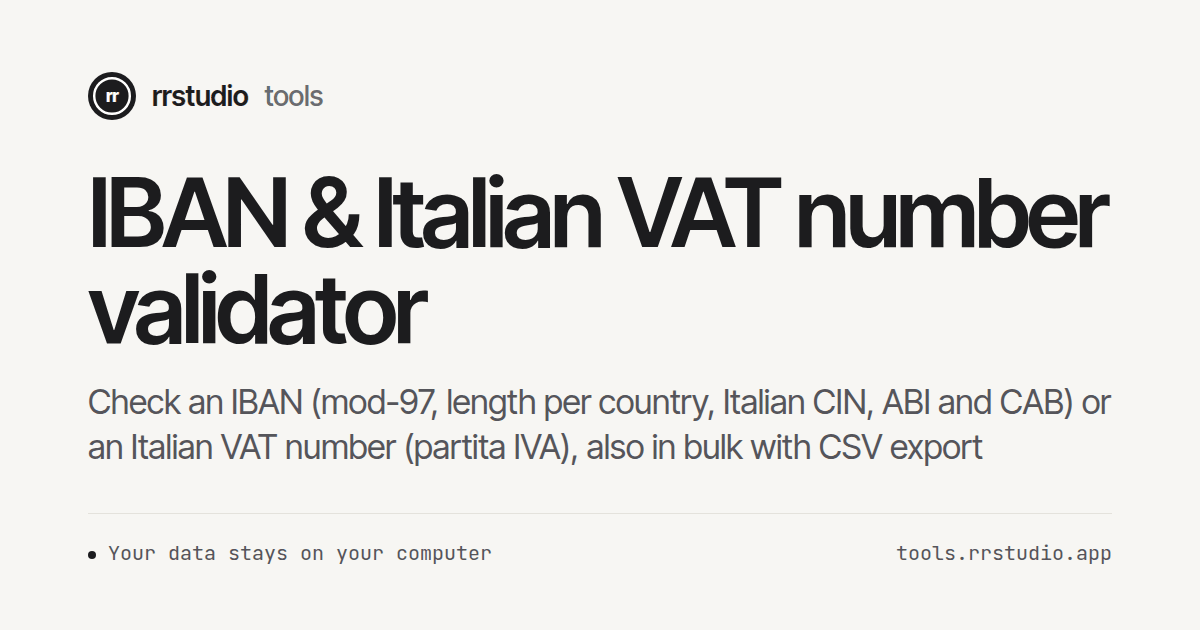 rr rrstudio tools
IBAN & Italian VAT number
validator
Check an IBAN (mod-97, length per country, Italian CIN, ABI and CAB) or
an Italian VAT number (partita IVA), also in bulk with CSV export
Your data stays on your computer
tools.rrstudio.app